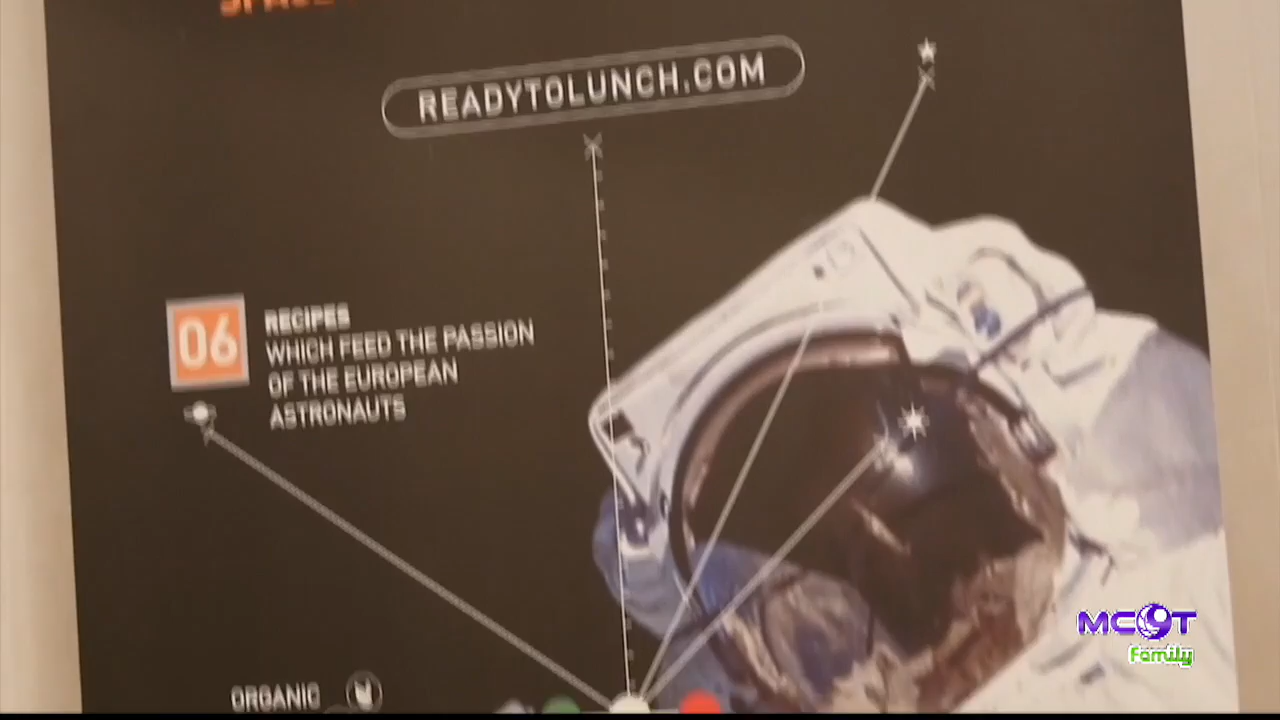 READYTOLUNCH.COM
06
RECIPES
WHICH FEED THE PASSION
OF THE EUROPEAN
ASTRONAUTS
ORGANIC
MCOT
Family